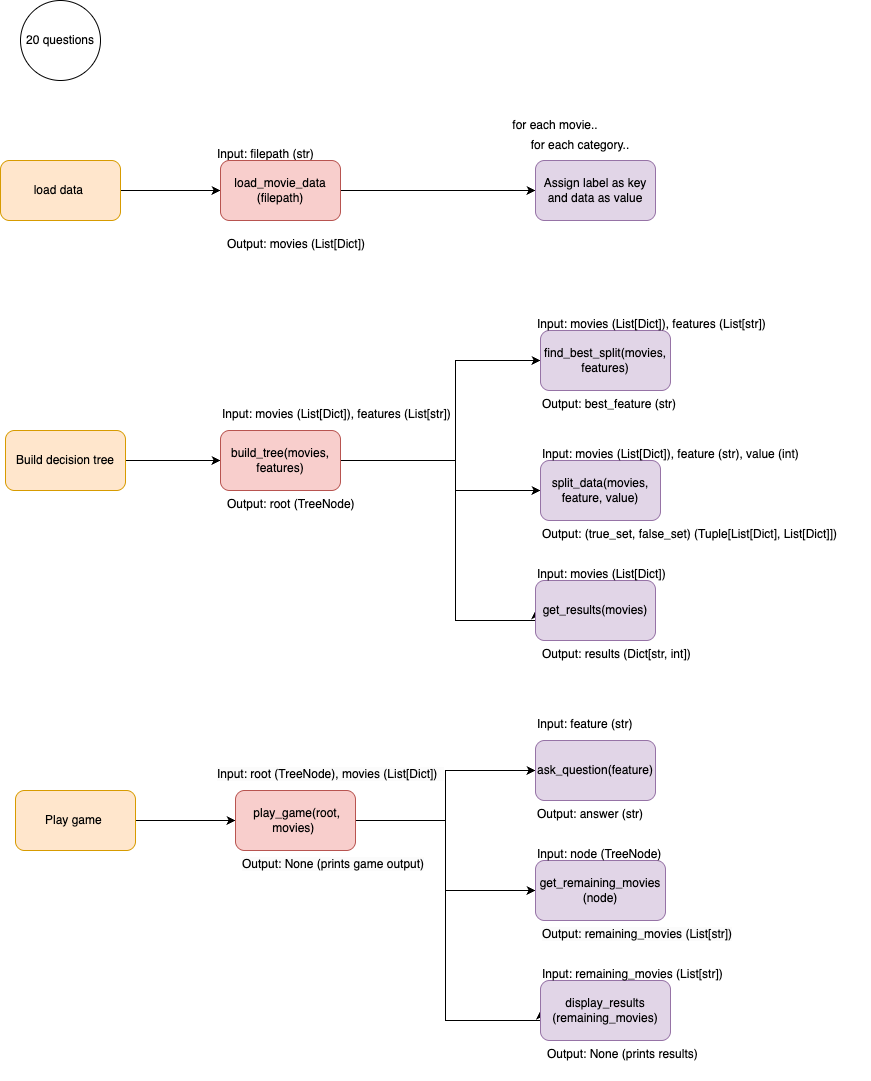 20 questions
for each movie..
for each category..
Input: filepath (str)
load data
load_movie_data
(filepath)
Assign label as key
and data as value
Output: movies (List[Dict])
Input: movies (List[Dict]), features (List[str])
find_best_split(movies,
features)
Output: best_feature (str)
Input: movies (List[Dict]), features (List[str])
Build decision tree
build_tree(movies,
features)
Output: root (TreeNode)
Input: movies (List[Dict]), feature (str), value (int)
split_data(movies,
feature, value)
Output: (true_set, false_set) (Tuple[List[Dict], List[Dict]])
Input: movies (List[Dict])
get_results(movies)
Output: results (Dict[str, int])
Input: feature (str)
ask_question(feature)
Output: answer (str)
Input: root (TreeNode), movies (List[Dict])
Play game
play_game(root,
movies)
Output: None (prints game output)
Input: node (TreeNode)
get_remaining_movies
(node)
Output: remaining_movies (List[str])
Input: remaining_movies (List[str])
display_results
(remaining_movies)
Output: None (prints results)